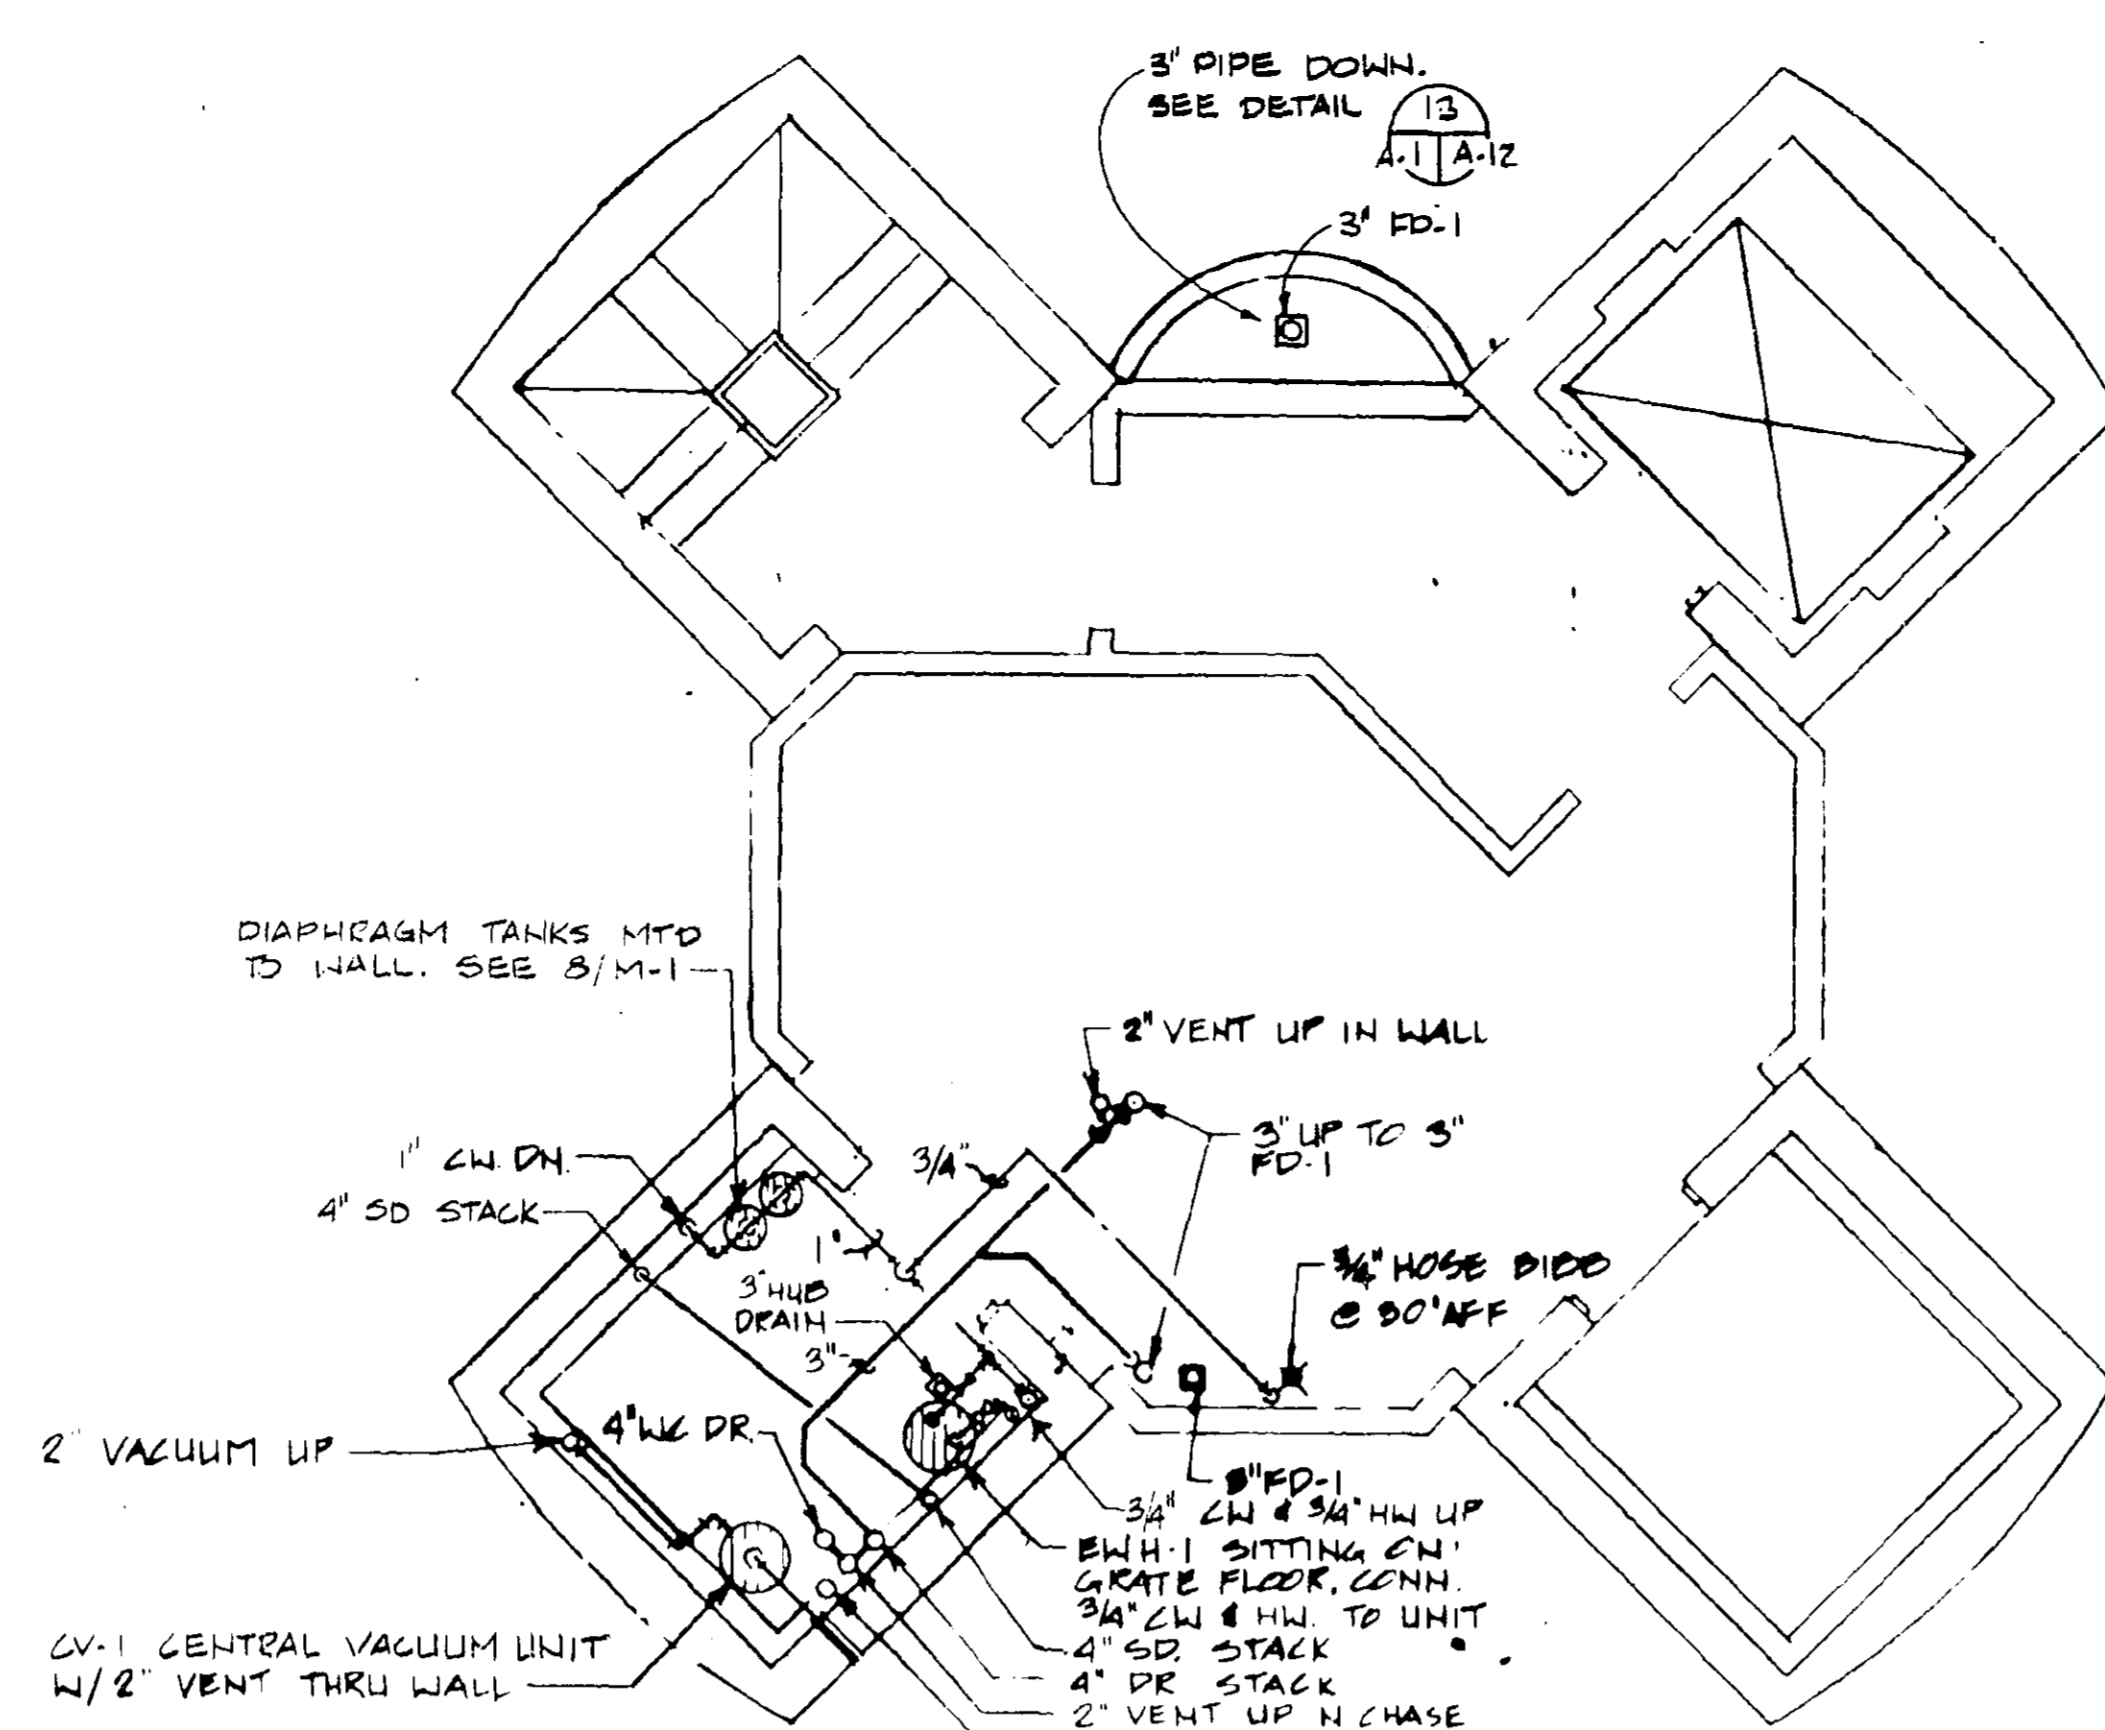 3" PIPE DOWN.
SEE DETAIL
13
A-1 A-12
3" FD-1
DIAPHRAGM TANKS MTD
TO WALL. SEE 8/M-1
2" VENT UP IN WALL
3" UP TO 3"
FD-1
1" CW. DN.
4" SD STACK
3/4"
1"
3" HUB
DRAIN
3"
3/4" HOSE BIBB
@ 30" AFF
2" VACUUM UP
4" WC DR.
3" FD-1
3/4" CW & 3/4" HW UP
EWH-1 SITTING ON
GRATE FLOOR. CONN.
3/4" CW & HW. TO UNIT
4" SD. STACK
4" DR STACK
2" VENT UP N CHASE
CV-1 CENTRAL VACUUM UNIT
W/2" VENT THRU WALL